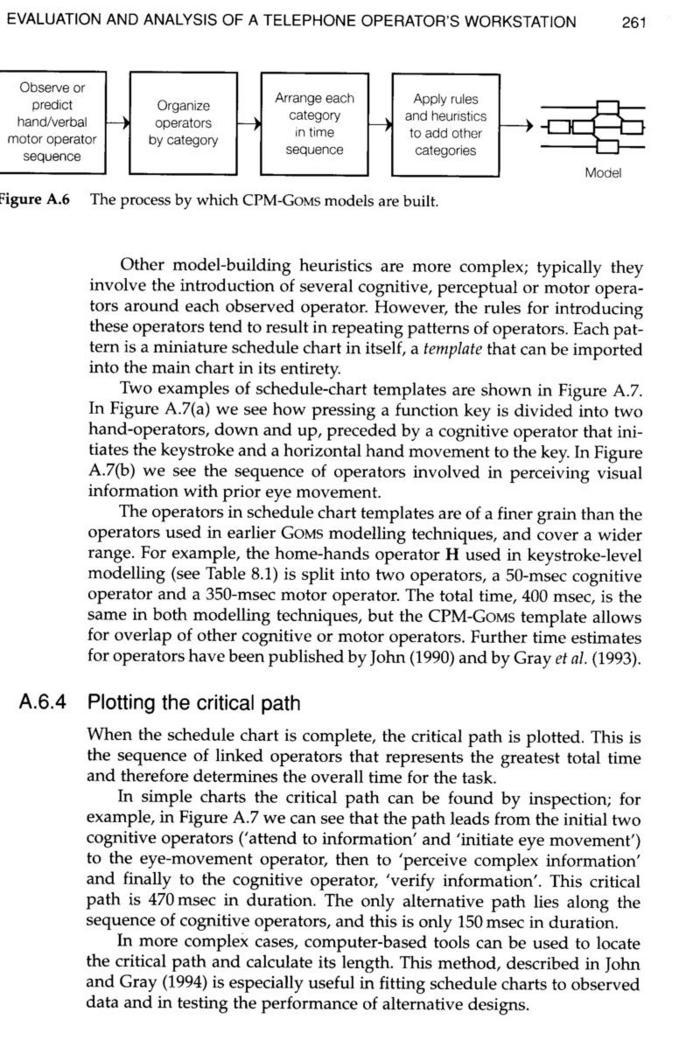 EVALUATION AND ANALYSIS OF A TELEPHONE OPERATOR'S WORKSTATION 261
Observe or
predict
hand/verbal
motor operator
sequence
Organize
operators
by category
Arrange each
category
in time
sequence
Apply rules
and heuristics
to add other
categories
Model
Figure A.6 The process by which CPM-GOMS models are built.
Other model-building heuristics are more complex; typically they
involve the introduction of several cognitive, perceptual or motor opera-
tors around each observed operator. However, the rules for introducing
these operators tend to result in repeating patterns of operators. Each pat-
tern is a miniature schedule chart in itself, a template that can be imported
into the main chart in its entirety.
Two examples of schedule-chart templates are shown in Figure A.7.
In Figure A.7(a) we see how pressing a function key is divided into two
hand-operators, down and up, preceded by a cognitive operator that ini-
tiates the keystroke and a horizontal hand movement to the key. In Figure
A.7(b) we see the sequence of operators involved in perceiving visual
information with prior eye movement.
The operators in schedule chart templates are of a finer grain than the
operators used in earlier GOMS modelling techniques, and cover a wider
range. For example, the home-hands operator H used in keystroke-level
modelling (see Table 8.1) is split into two operators, a 50-msec cognitive
operator and a 350-msec motor operator. The total time, 400 msec, is the
same in both modelling techniques, but the CPM-GOMS template allows
for overlap of other cognitive or motor operators. Further time estimates
for operators have been published by John (1990) and by Gray et al. (1993).
A.6.4 Plotting the critical path
When the schedule chart is complete, the critical path is plotted. This is
the sequence of linked operators that represents the greatest total time
and therefore determines the overall time for the task.
In simple charts the critical path can be found by inspection; for
example, in Figure A.7 we can see that the path leads from the initial two
cognitive operators ('attend to information' and 'initiate eye movement')
to the eye-movement operator, then to 'perceive complex information'
and finally to the cognitive operator, 'verify information'. This critical
path is 470 msec in duration. The only alternative path lies along the
sequence of cognitive operators, and this is only 150 msec in duration.
In more complex cases, computer-based tools can be used to locate
the critical path and calculate its length. This method, described in John
and Gray (1994) is especially useful in fitting schedule charts to observed
data and in testing the performance of alternative designs.